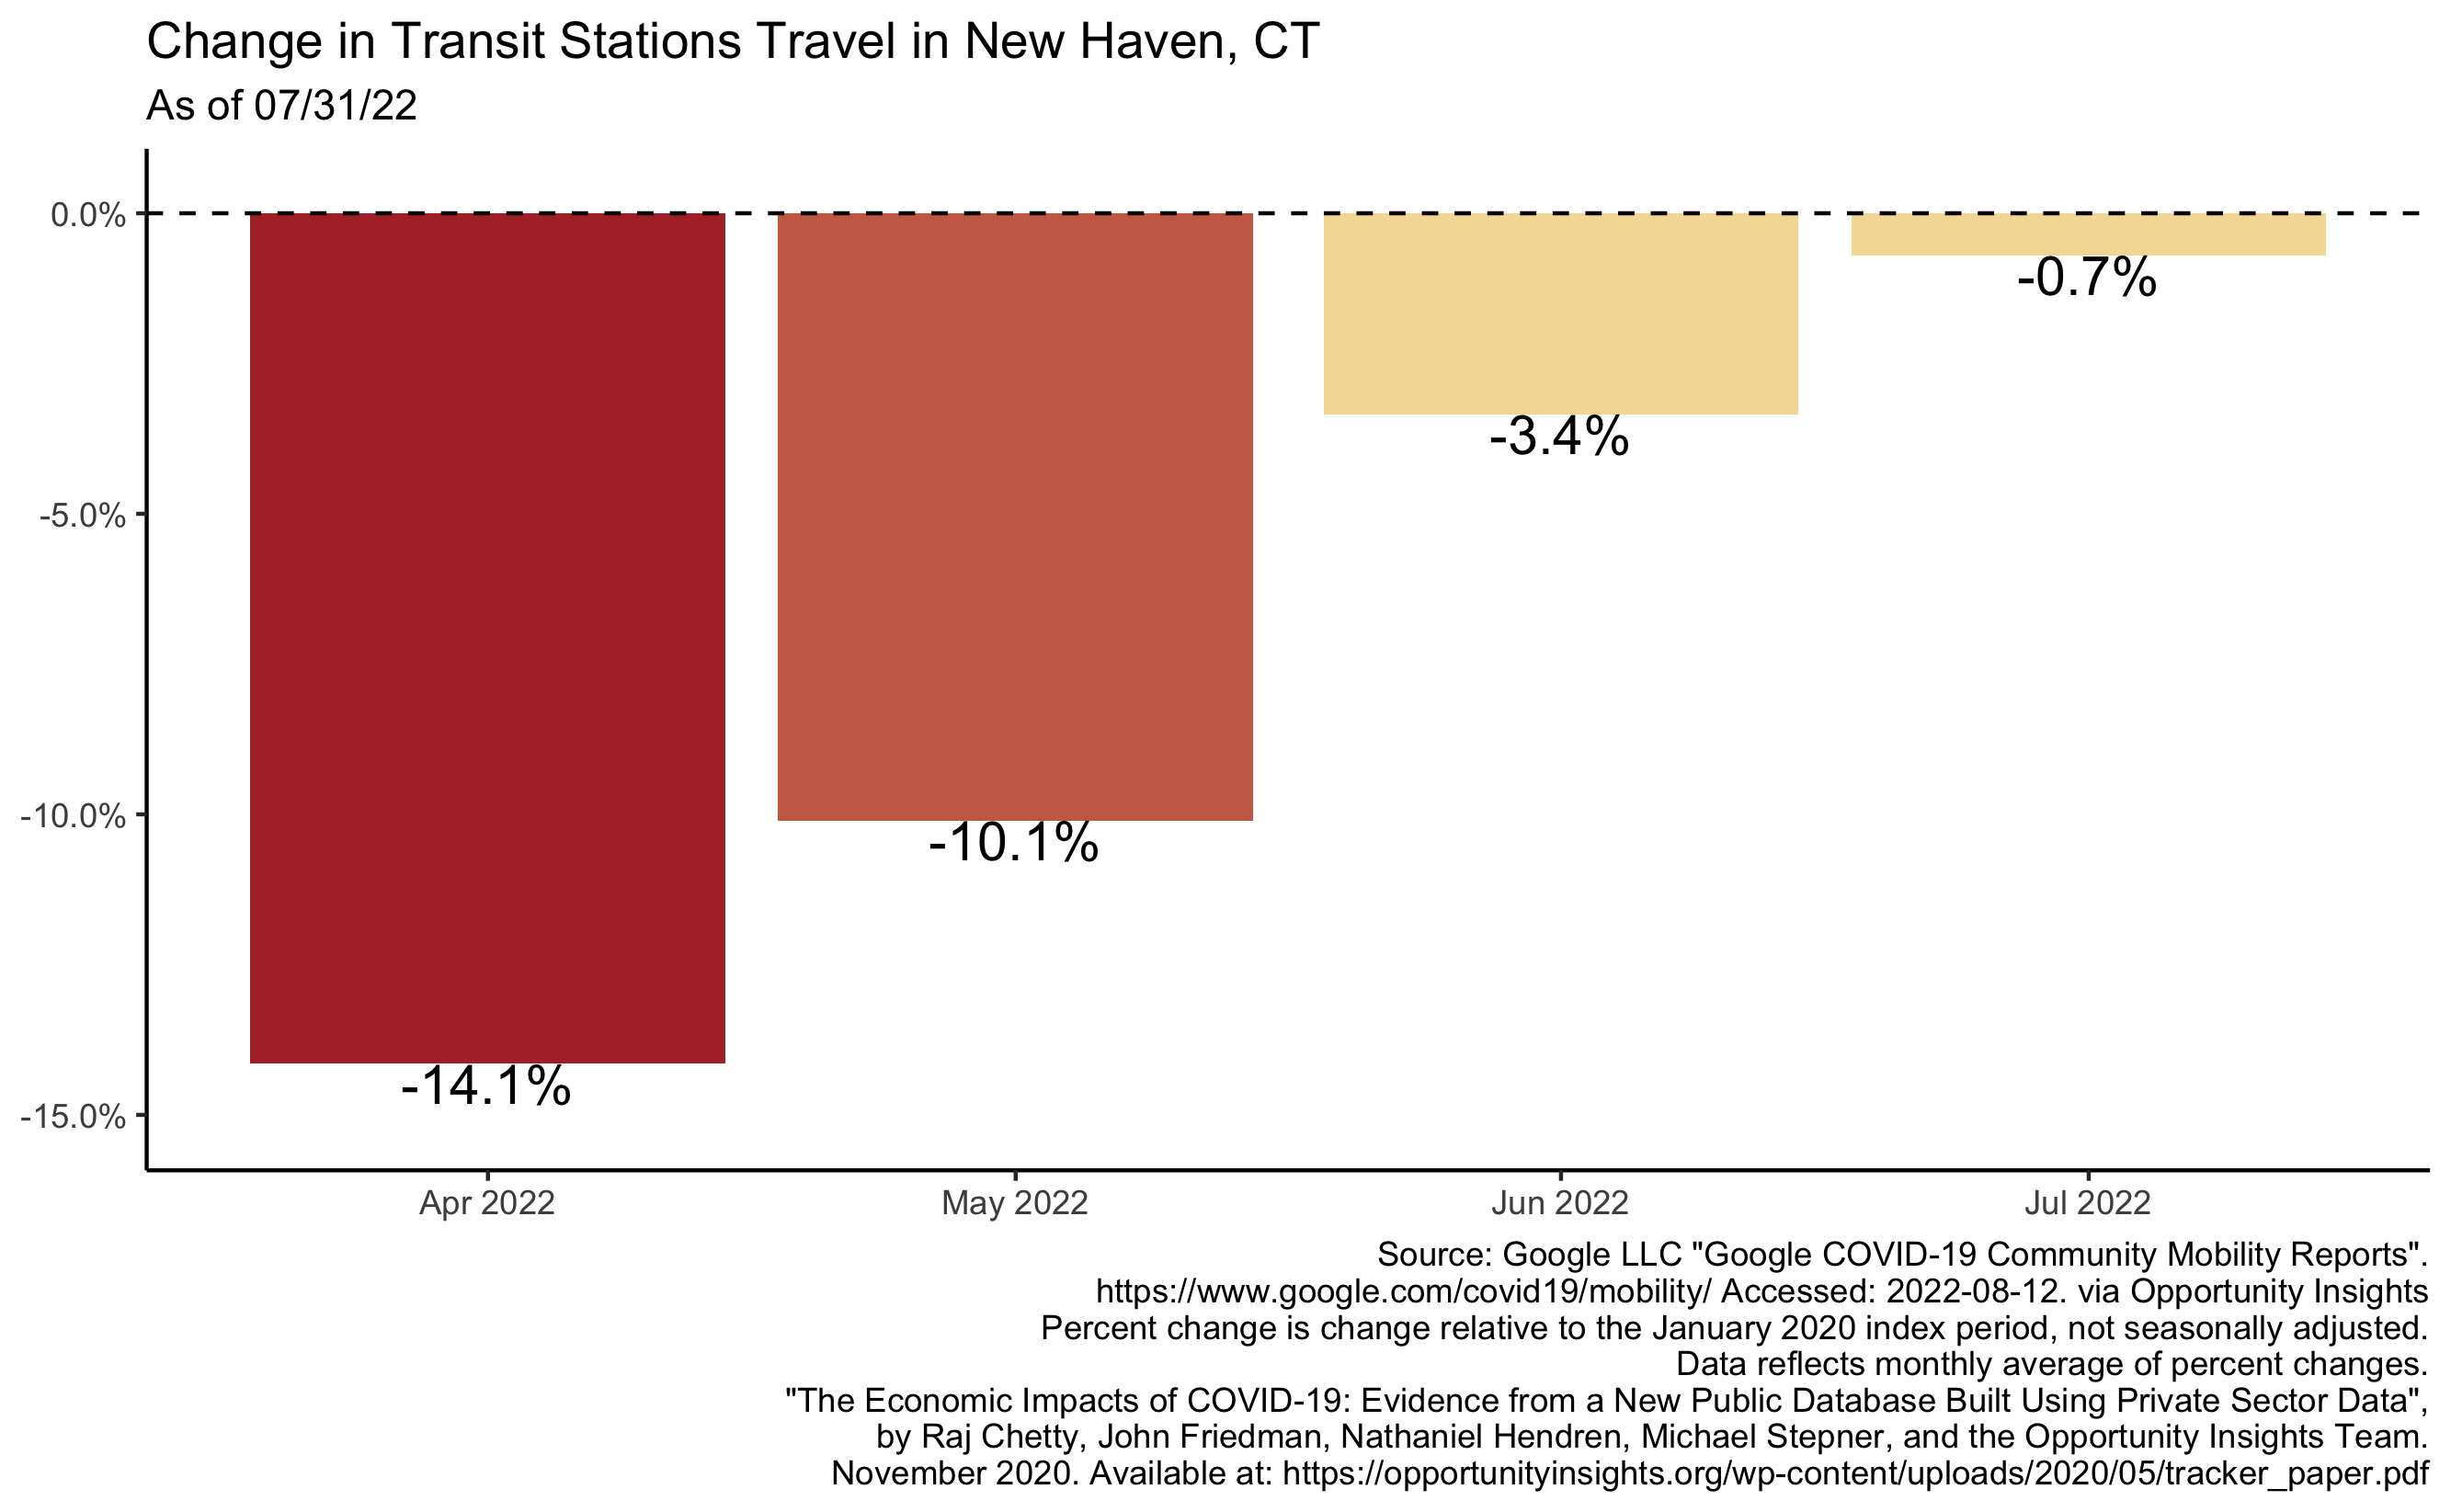 Change in Transit Stations Travel in New Haven, CT
As of 07/31/22
0.0%
-5.0%
-10.0%
-15.0%
-14.1%
-10.1%
-3.4%
-0.7%
Apr 2022
May 2022
Jun 2022
Jul 2022
Source: Google LLC "Google COVID-19 Community Mobility Reports".
https://www.google.com/covid19/mobility/ Accessed: 2022-08-12. via Opportunity Insights
Percent change is change relative to the January 2020 index period, not seasonally adjusted.
Data reflects monthly average of percent changes.
"The Economic Impacts of COVID-19: Evidence from a New Public Database Built Using Private Sector Data",
by Raj Chetty, John Friedman, Nathaniel Hendren, Michael Stepner, and the Opportunity Insights Team.
November 2020. Available at: https://opportunityinsights.org/wp-content/uploads/2020/05/tracker_paper.pdf